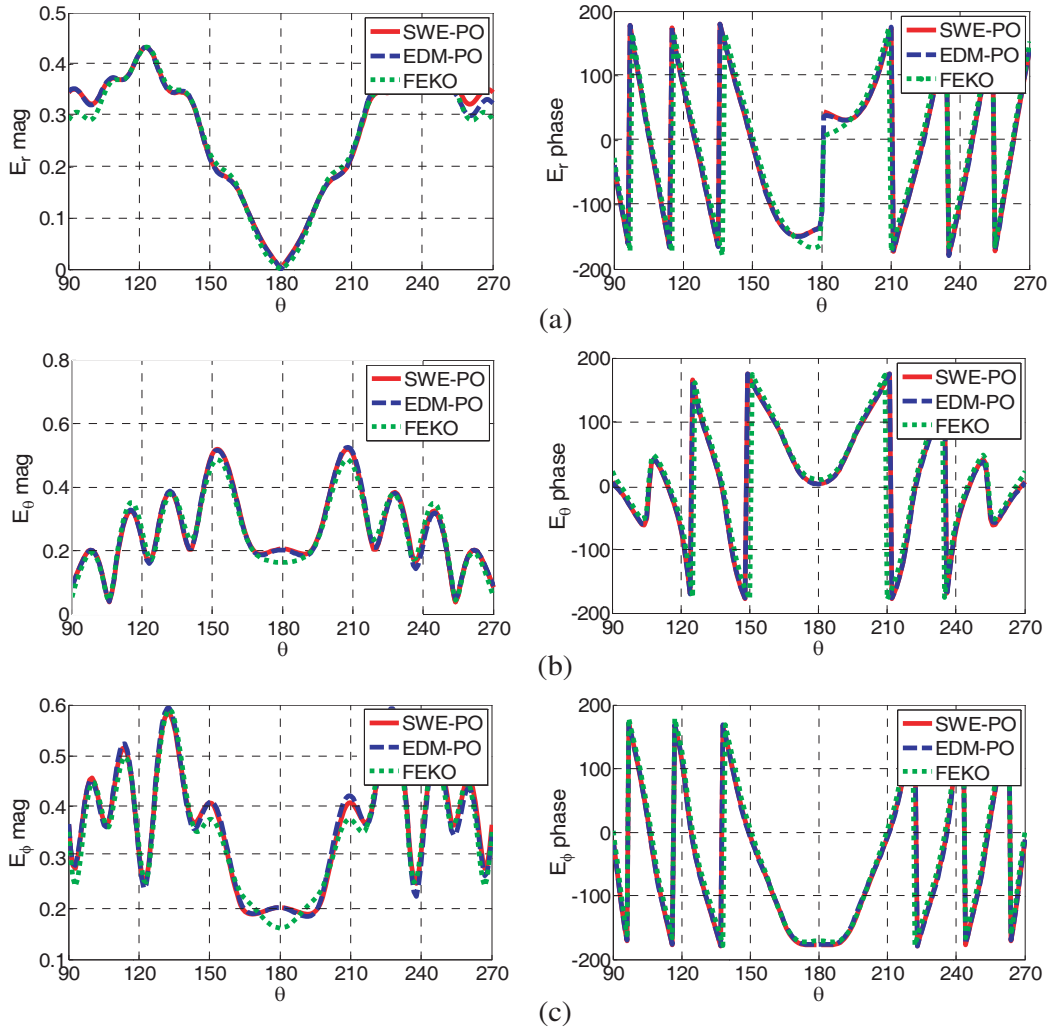 0.5
0.4
0.3
0.2
0.1
0
E_r mag
90 120 150 180 210 240 270
θ
SWE-PO
EDM-PO
FEKO
200
100
0
-100
-200
E_r phase
90 120 150 180 210 240 270
θ
SWE-PO
EDM-PO
FEKO
(a)
0.8
0.6
0.4
0.2
0
E_θ mag
90 120 150 180 210 240 270
θ
SWE-PO
EDM-PO
FEKO
200
100
0
-100
-200
E_θ phase
90 120 150 180 210 240 270
θ
SWE-PO
EDM-PO
FEKO
(b)
0.6
0.5
0.4
0.3
0.2
0.1
E_ϕ mag
90 120 150 180 210 240 270
θ
SWE-PO
EDM-PO
FEKO
200
100
0
-100
-200
E_ϕ phase
90 120 150 180 210 240 270
θ
SWE-PO
EDM-PO
FEKO
(c)